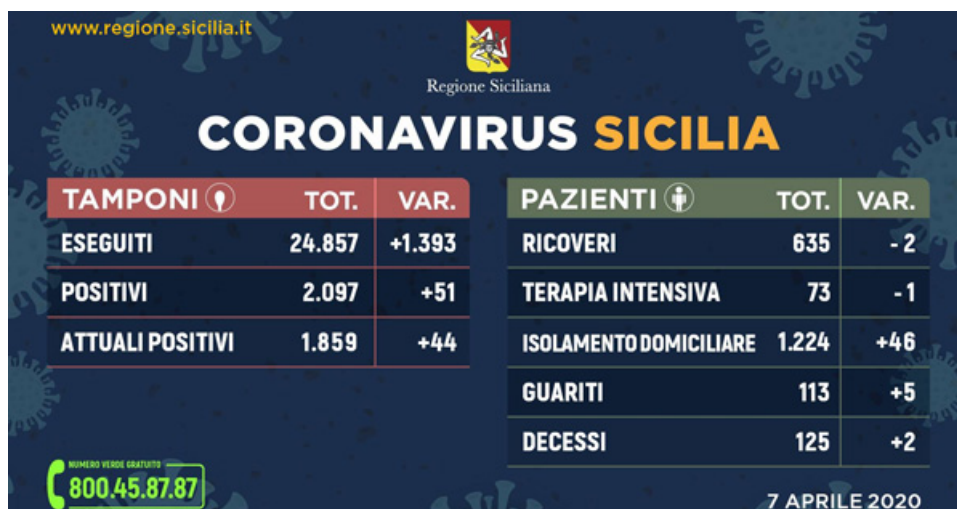 www.regione.sicilia.it
Regione Siciliana
CORONAVIRUS SICILIA
TAMPONI TOT. VAR.
ESEGUITI 24.857 +1.393
POSITIVI 2.097 +51
ATTUALI POSITIVI 1.859 +44
PAZIENTI TOT. VAR.
RICOVERI 635 - 2
TERAPIA INTENSIVA 73 - 1
ISOLAMENTO DOMICILIARE 1.224 +46
GUARITI 113 +5
DECESSI 125 +2
NUMERO VERDE GRATUITO
800.45.87.87
7 APRILE 2020